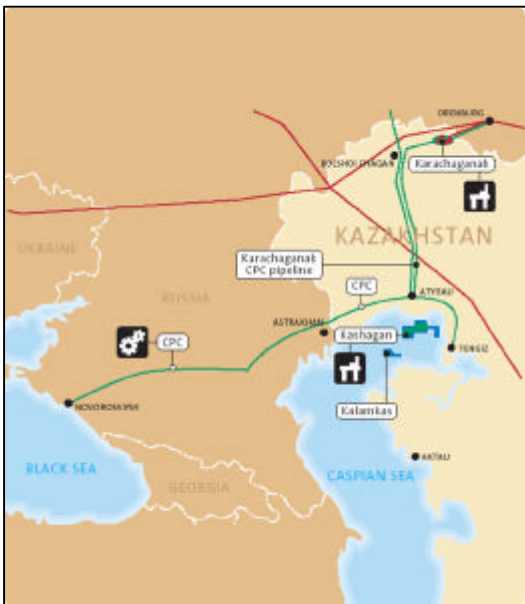 ORENBURG
BOLSHOI CHAGAN
Karachaganak
KAZAKHSTAN
UKRAINE
Karachaganak
CPC pipeline
CPC
ATYRAU
RUSSIA
ASTRAKHAN
Kashagan
CPC
TENGIZ
NOVOROSSIYSK
Kalamkas
AKTAU
BLACK SEA
CASPIAN SEA
GEORGIA